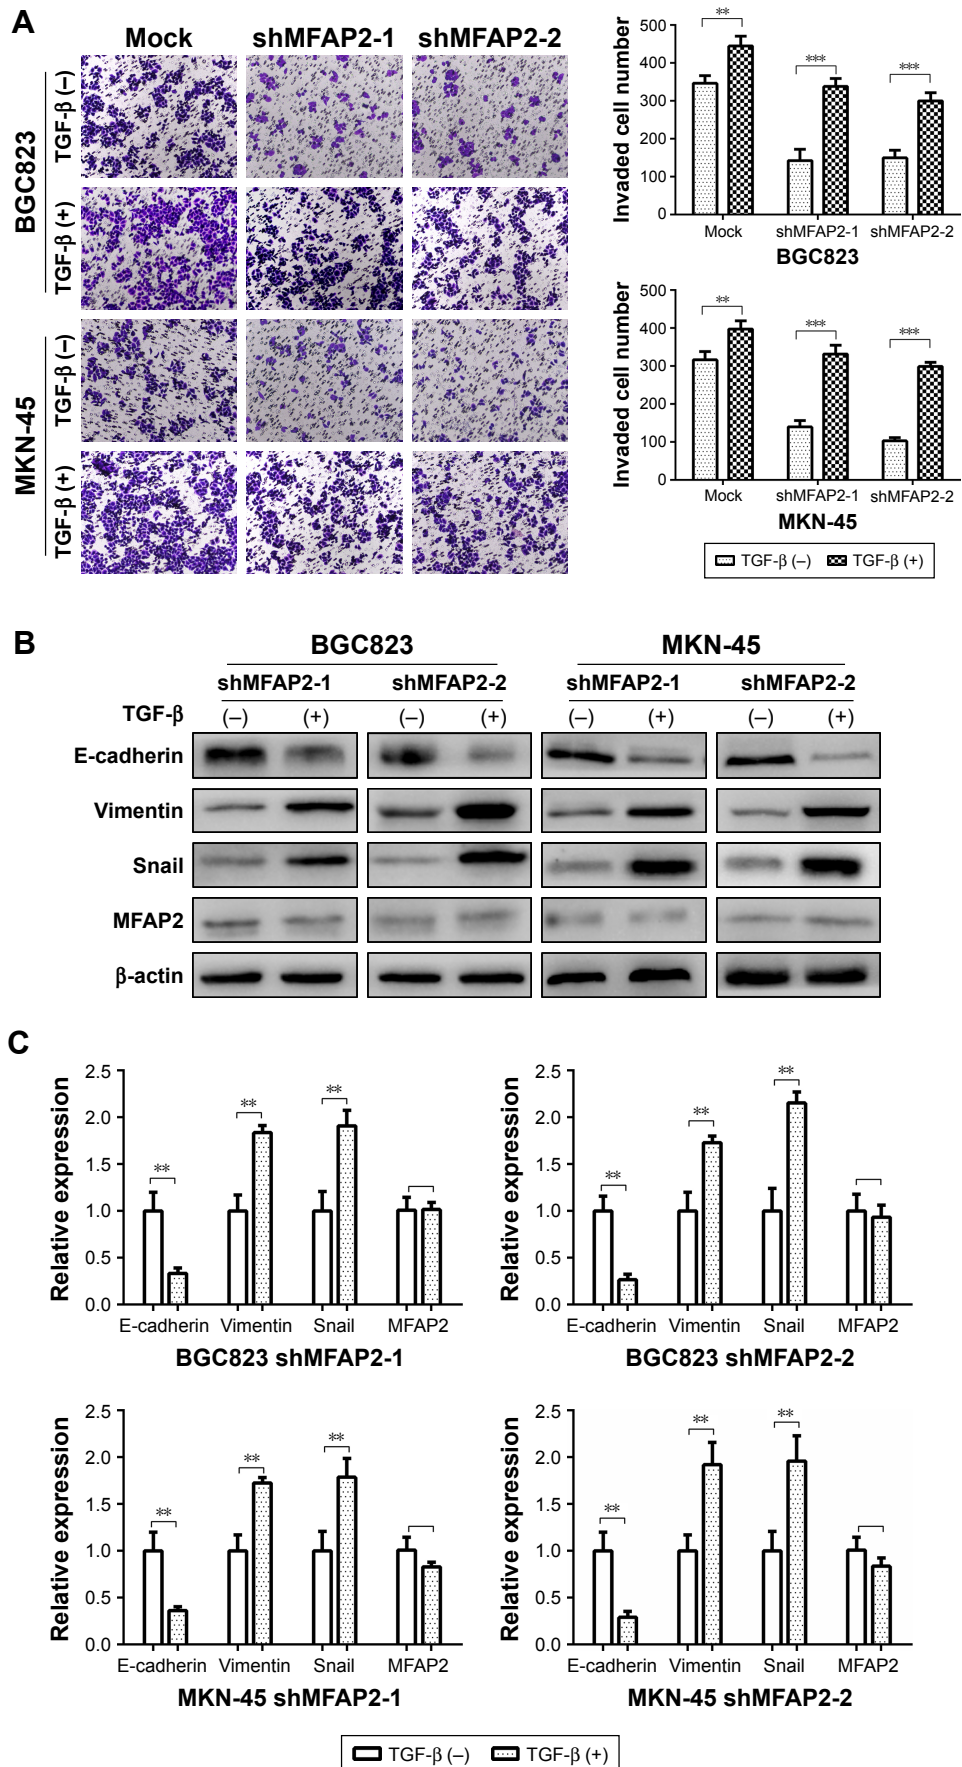 A
Mock shMFAP2-1 shMFAP2-2
BGC823
TGF-β (–)
TGF-β (+)
MKN-45
TGF-β (–)
TGF-β (+)
Invaded cell number
500
400
300
200
100
0
** *** ***
Mock shMFAP2-1 shMFAP2-2
BGC823
Invaded cell number
500
400
300
200
100
0
** *** ***
Mock shMFAP2-1 shMFAP2-2
MKN-45
TGF-β (–) TGF-β (+)
B
BGC823 MKN-45
shMFAP2-1 shMFAP2-2 shMFAP2-1 shMFAP2-2
TGF-β (–) (+) (–) (+) (–) (+) (–) (+)
E-cadherin
Vimentin
Snail
MFAP2
β-actin
C
Relative expression
2.5
2.0
1.5
1.0
0.5
0.0
** ** **
E-cadherin Vimentin Snail MFAP2
BGC823 shMFAP2-1
Relative expression
2.5
2.0
1.5
1.0
0.5
0.0
** ** **
E-cadherin Vimentin Snail MFAP2
BGC823 shMFAP2-2
Relative expression
2.5
2.0
1.5
1.0
0.5
0.0
** ** **
E-cadherin Vimentin Snail MFAP2
MKN-45 shMFAP2-1
Relative expression
2.5
2.0
1.5
1.0
0.5
0.0
** ** **
E-cadherin Vimentin Snail MFAP2
MKN-45 shMFAP2-2
TGF-β (–) TGF-β (+)